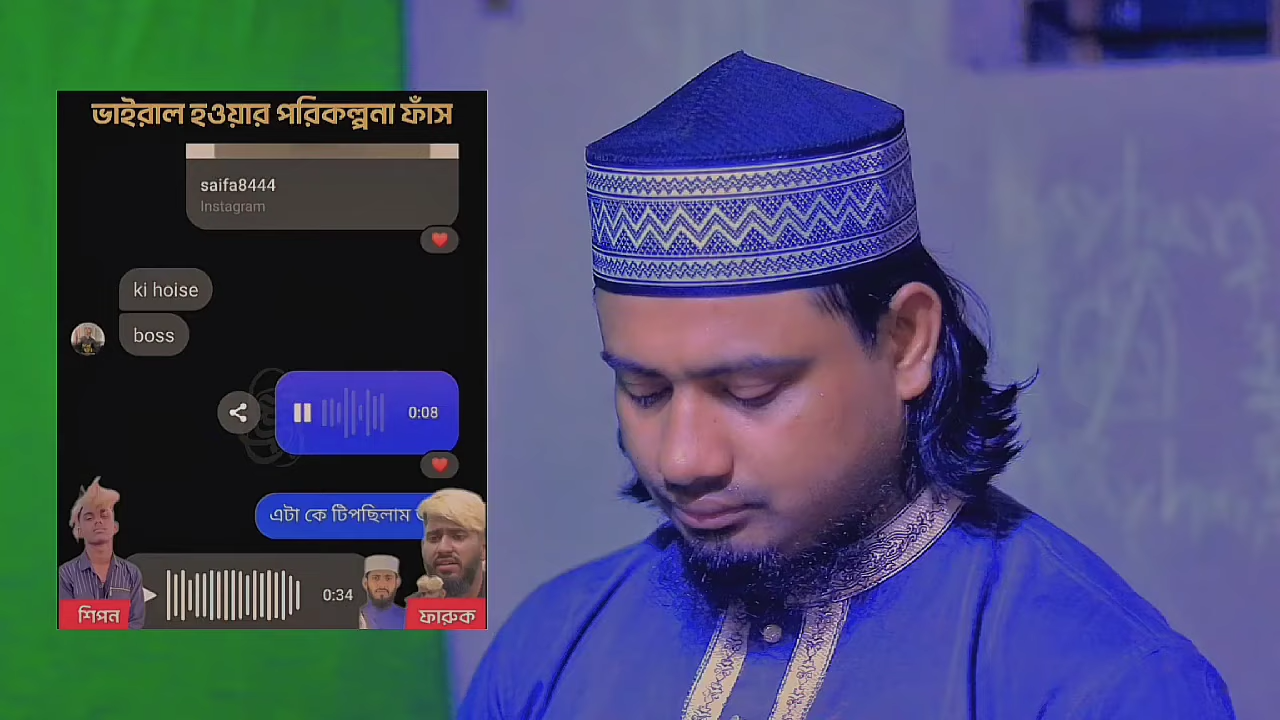 ভাইরাল হওয়ার পরিকল্পনা ফাঁস
saifa8444
Instagram
ki hoise
boss
0:08
এটা কে টিপছিলাম
0:34
শিপন
ফারুক